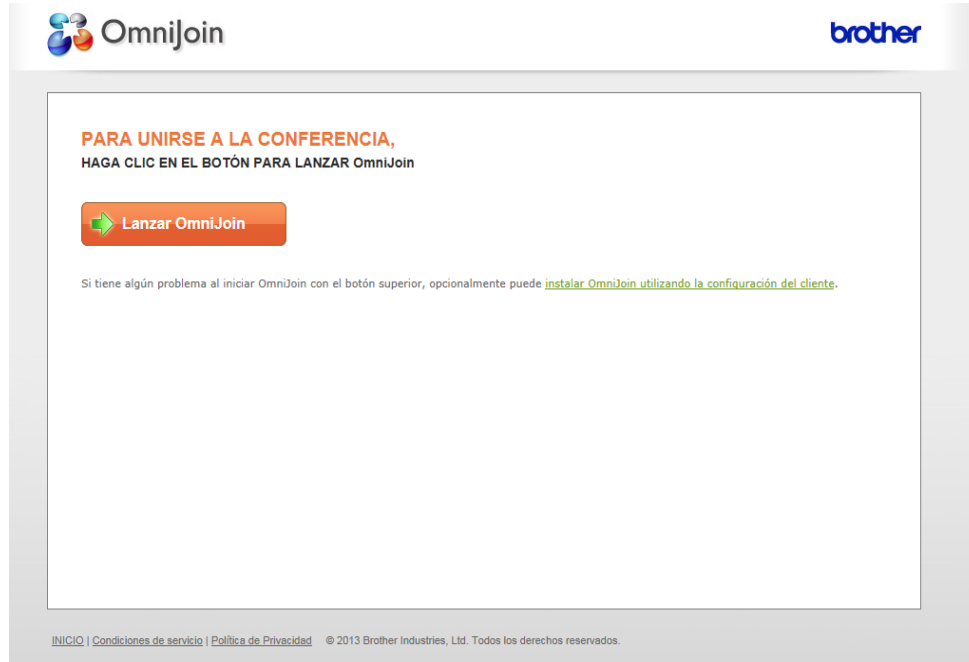 OmniJoin
brother
PARA UNIRSE A LA CONFERENCIA,
HAGA CLIC EN EL BOTÓN PARA LANZAR OmniJoin
Lanzar OmniJoin
Si tiene algún problema al iniciar OmniJoin con el botón superior, opcionalmente puede instalar OmniJoin utilizando la configuración del cliente.
INICIO | Condiciones de servicio | Política de Privacidad © 2013 Brother Industries, Ltd. Todos los derechos reservados.